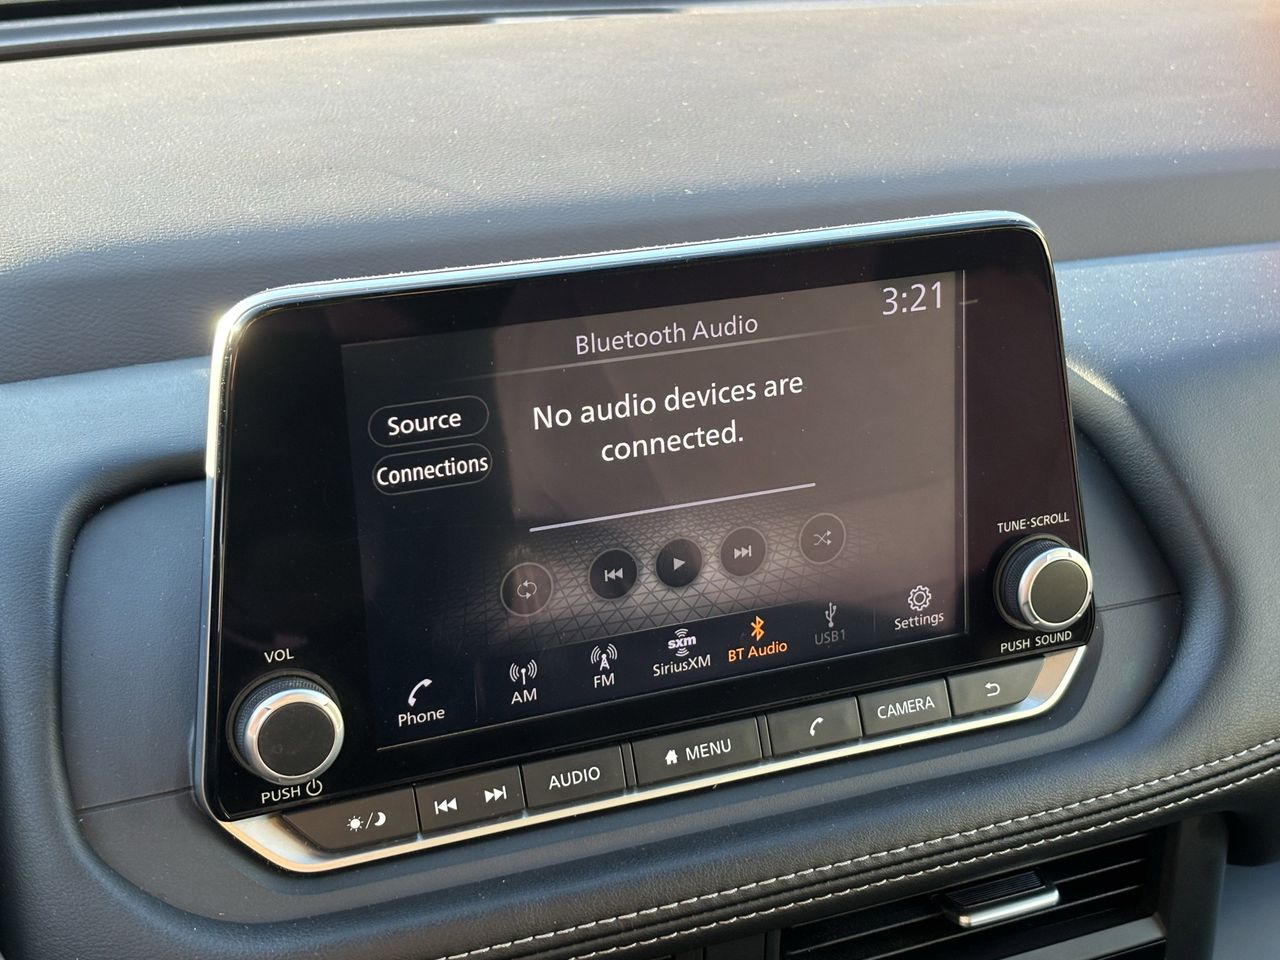 3:21
Bluetooth Audio
No audio devices are
connected.
Source
Connections
TUNE·SCROLL
PUSH SOUND
VOL
PUSH
Phone
AM
FM
sxm
SiriusXM
BT Audio
USB1
Settings
AUDIO
MENU
CAMERA